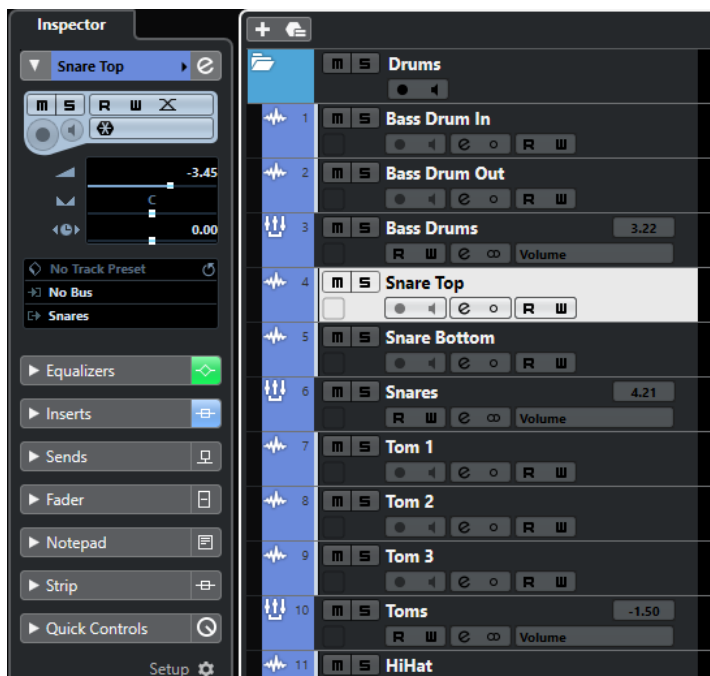 Inspector
Snare Top e
m S R W
-3.45
C
0.00
No Track Preset
No Bus
Snares
Equalizers
Inserts
Sends
Fader
Notepad
Strip
Quick Controls
Setup
m S Drums
1 m S Bass Drum In
e R W
2 m S Bass Drum Out
e R W
3 m S Bass Drums 3.22
R W e Volume
4 m S Snare Top
e R W
5 m S Snare Bottom
e R W
6 m S Snares 4.21
R W e Volume
7 m S Tom 1
e R W
8 m S Tom 2
e R W
9 m S Tom 3
e R W
10 m S Toms -1.50
R W e Volume
11 m S HiHat